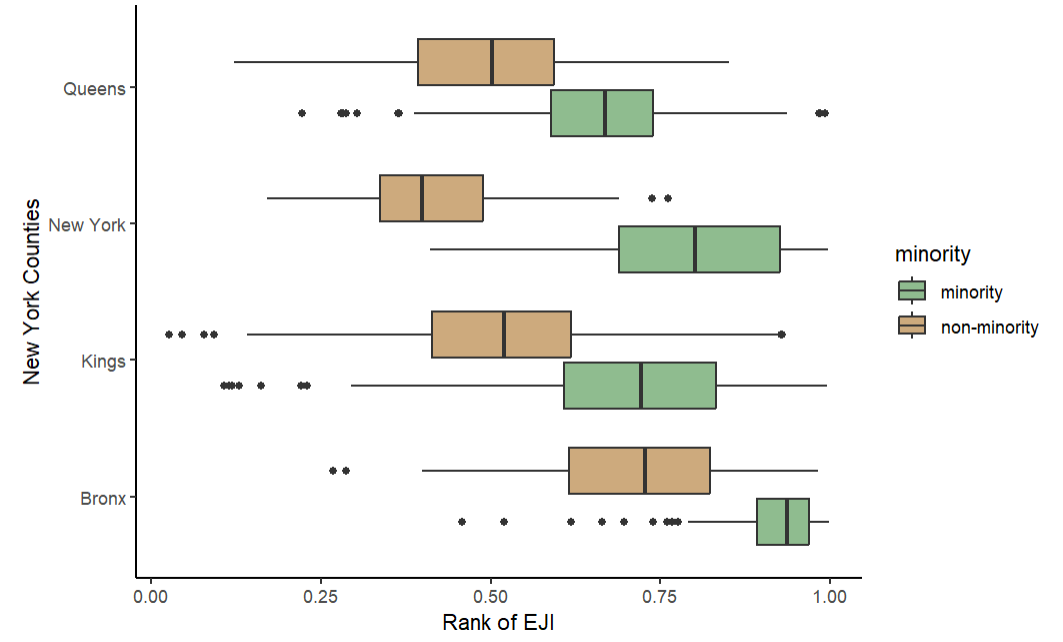 New York Counties
Queens
New York
Kings
Bronx
0.00
0.25
0.50
0.75
1.00
Rank of EJI
minority
minority
non-minority